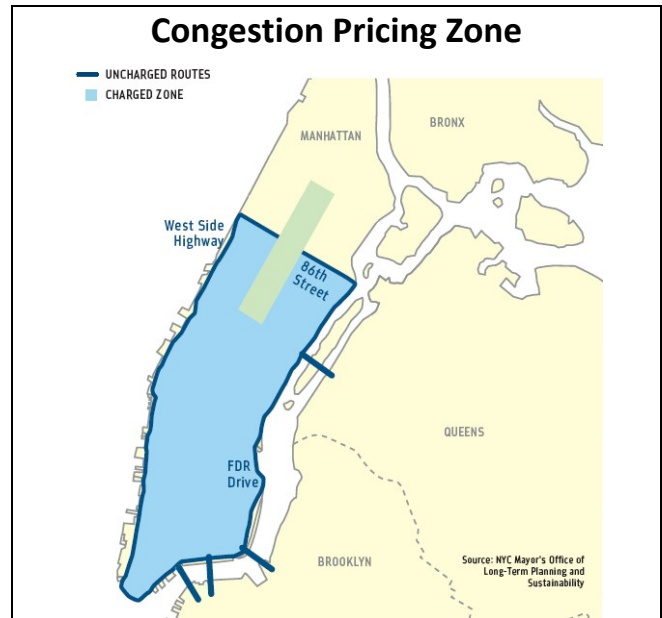 Congestion Pricing Zone
UNCHARGED ROUTES
CHARGED ZONE
BRONX
MANHATTAN
West Side
Highway
86th
Street
QUEENS
FDR
Drive
BROOKLYN
Source: NYC Mayor's Office of
Long-Term Planning and
Sustainability